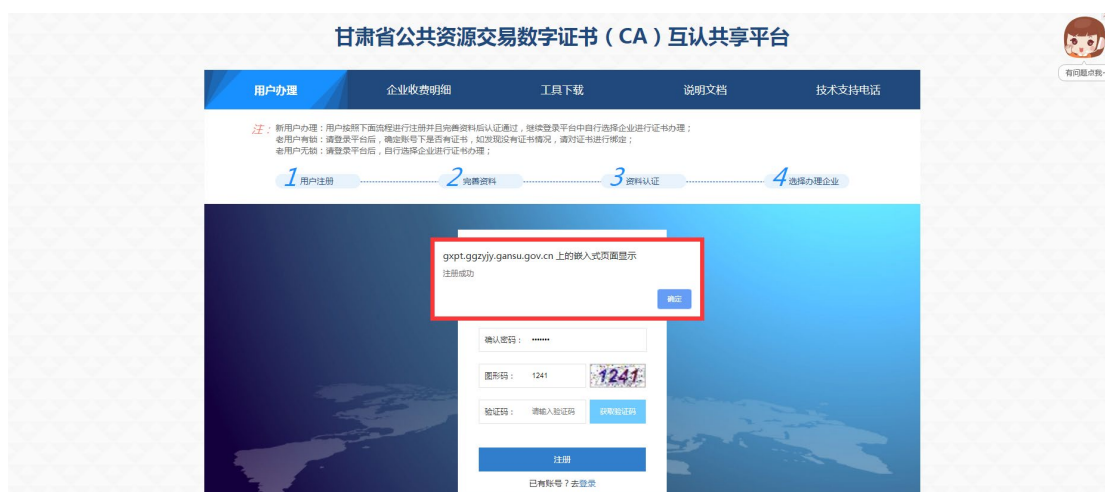 甘肃省公共资源交易数字证书（CA）互认共享平台
有问题点我
用户办理 企业收费明细 工具下载 说明文档 技术支持电话
注：新用户办理：用户按照下面流程进行注册并且完善资料后认证通过，继续登录平台中自行选择企业进行证书办理；
老用户有锁：请登录平台后，确定账号下是否有证书，如发现没有证书情况，请对证书进行绑定；
老用户无锁：请登录平台后，自行选择企业进行证书办理；
1 用户注册 2 完善资料 3 资料认证 4 选择办理企业
gxpt.ggzyjy.gansu.gov.cn 上的嵌入式页面显示
注册成功
确定
确认密码： •••••••
图形码： 1241 1241
验证码： 请输入验证码 获取验证码
注册
已有账号？去登录